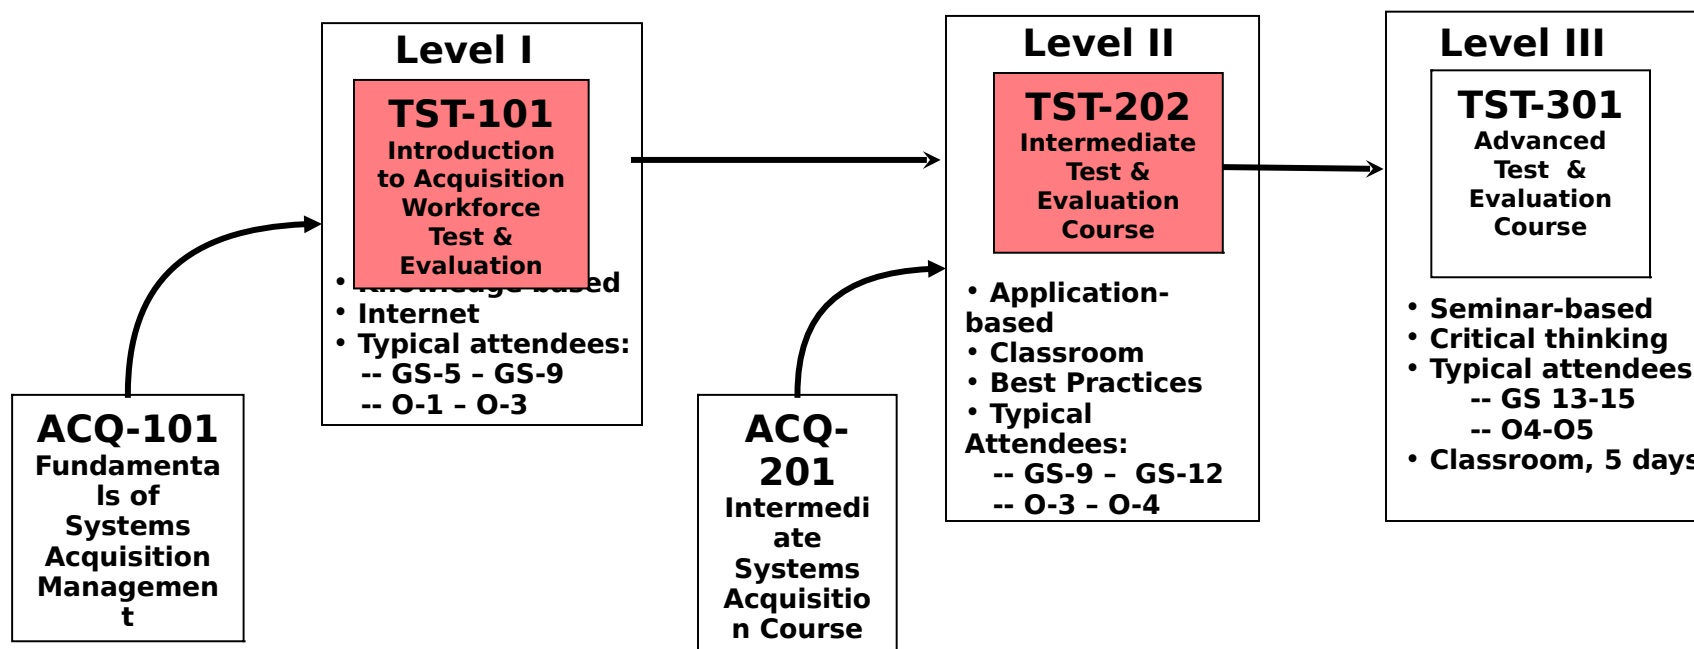 Level I
TST-101
Introduction
to Acquisition
Workforce
Test &
Evaluation
• Knowledge-based
• Internet
• Typical attendees:
-- GS-5 – GS-9
-- O-1 – O-3
ACQ-101
Fundamenta
ls of
Systems
Acquisition
Managemen
t
ACQ-
201
Intermedi
ate
Systems
Acquisitio
n Course
Level II
TST-202
Intermediate
Test &
Evaluation
Course
• Application-
based
• Classroom
• Best Practices
• Typical
Attendees:
-- GS-9 – GS-12
-- O-3 – O-4
Level III
TST-301
Advanced
Test &
Evaluation
Course
• Seminar-based
• Critical thinking
• Typical attendees
-- GS 13-15
-- O4-O5
• Classroom, 5 days